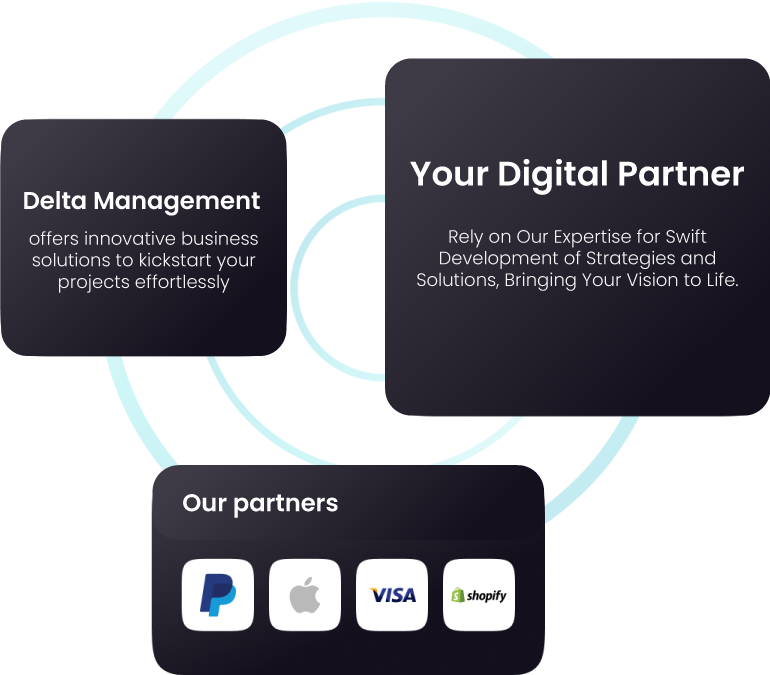 Delta Management
offers innovative business
solutions to kickstart your
projects effortlessly
Your Digital Partner
Rely on Our Expertise for Swift
Development of Strategies and
Solutions, Bringing Your Vision to Life.
Our partners
VISA
shopify